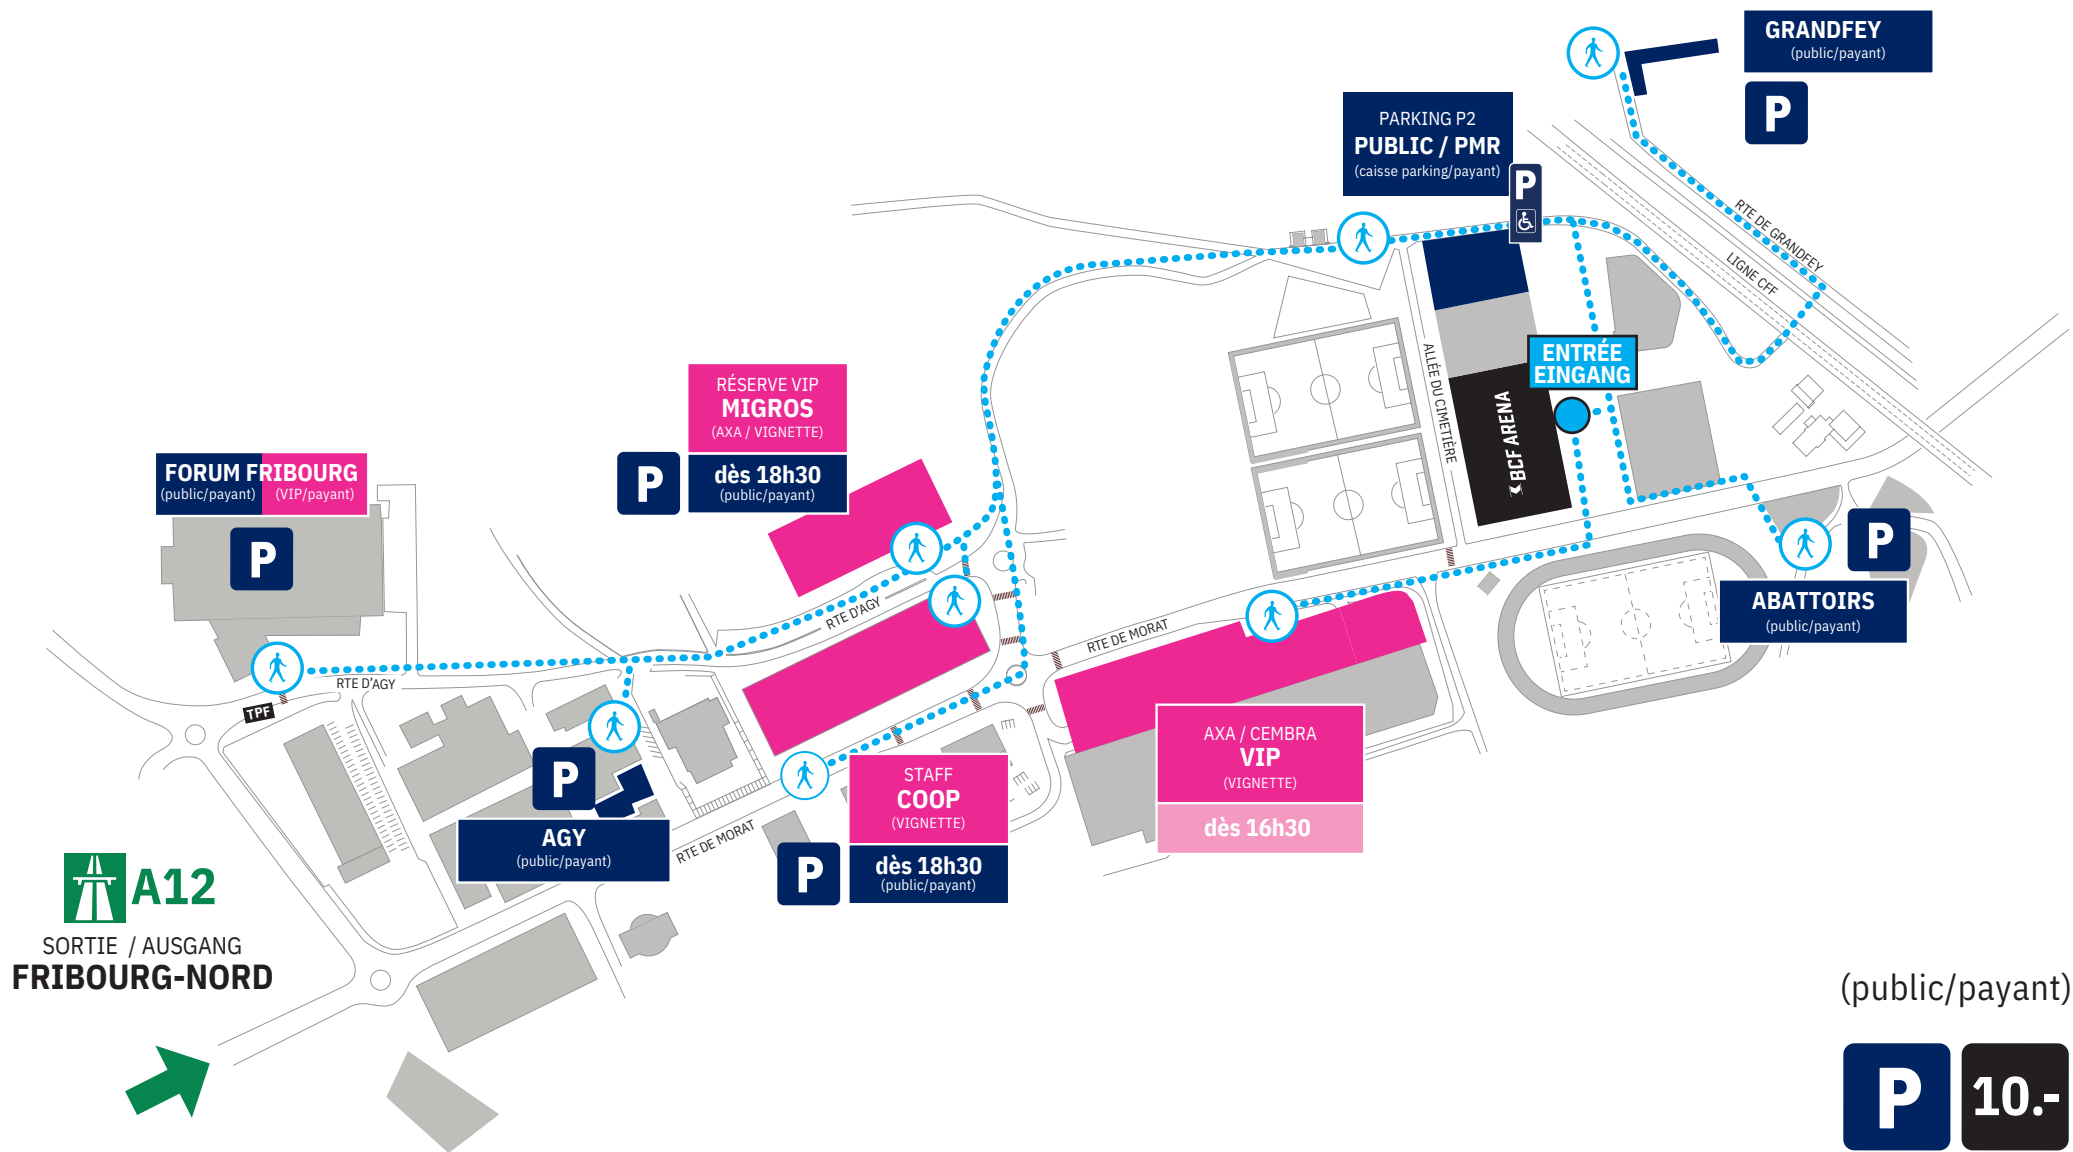 GRANDFEY
(public/payant)
P
PARKING P2
PUBLIC / PMR
(caisse parking/payant)
P
RTE DE GRANDFEY
LIGNE CFF
ENTRÉE
EINGANG
ALLÉE DU CIMETIÈRE
BCF ARENA
RÉSERVE VIP
MIGROS
(AXA / VIGNETTE)
P
dès 18h30
(public/payant)
FORUM FRIBOURG
(public/payant) (VIP/payant)
P
RTE D'AGY
RTE D'AGY
TPF
RTE DE MORAT
P
ABATTOIRS
(public/payant)
AXA / CEMBRA
VIP
(VIGNETTE)
dès 16h30
P
AGY
(public/payant)
RTE DE MORAT
STAFF
COOP
(VIGNETTE)
P
dès 18h30
(public/payant)
A12
SORTIE / AUSGANG
FRIBOURG-NORD
(public/payant)
P 10.-